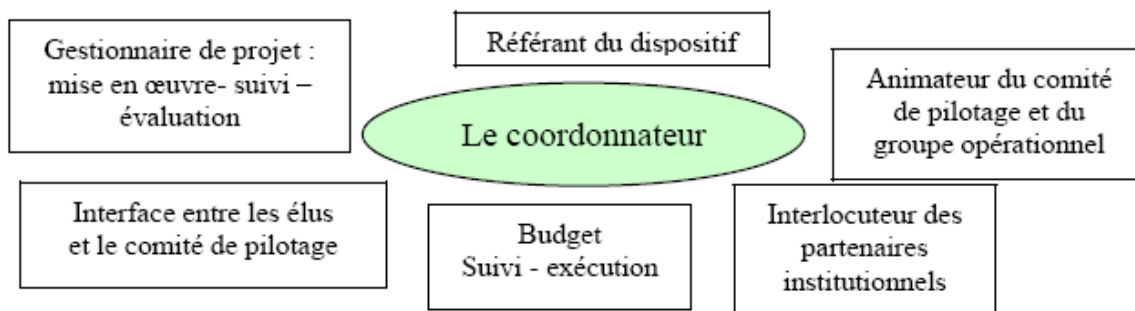 Gestionnaire de projet :
mise en œuvre- suivi –
évaluation
Référant du dispositif
Animateur du comité
de pilotage et du
groupe opérationnel
Le coordonnateur
Interface entre les élus
et le comité de pilotage
Budget
Suivi - exécution
Interlocuteur des
partenaires
institutionnels